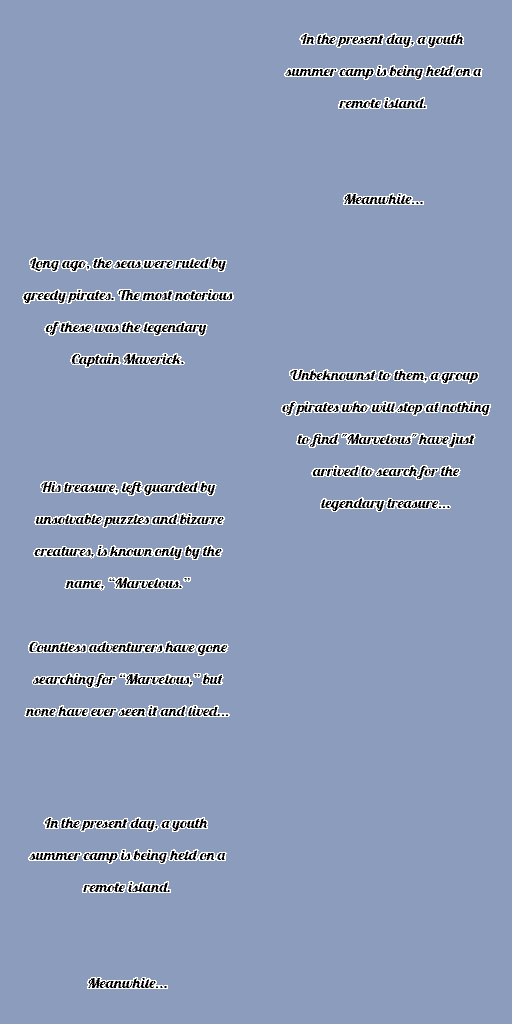 Long ago, the seas were ruled by
greedy pirates. The most notorious
of these was the legendary
Captain Maverick.
His treasure, left guarded by
unsolvable puzzles and bizarre
creatures, is known only by the
name, “Marvelous.”
Countless adventurers have gone
searching for “Marvelous,” but
none have ever seen it and lived...
In the present day, a youth
summer camp is being held on a
remote island.
Meanwhile...
In the present day, a youth
summer camp is being held on a
remote island.
Meanwhile...
Unbeknownst to them, a group
of pirates who will stop at nothing
to find "Marvelous" have just
arrived to search for the
legendary treasure...